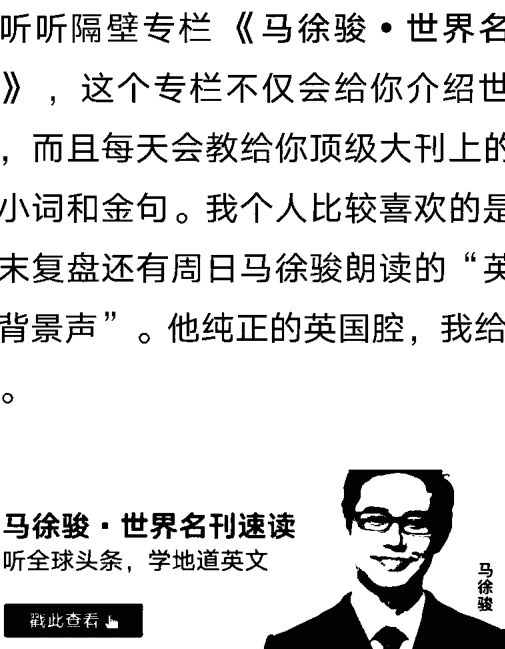 听听隔壁专栏《马徐骏·世界名
》，这个专栏不仅会给你介绍世
，而且每天会教给你顶级大刊上的
小词和金句。我个人比较喜欢的是
末复盘还有周日马徐骏朗读的“英
背景声”。他纯正的英国腔，我给
。
马徐骏·世界名刊速读
听全球头条，学地道英文
戳此查看
马徐骏